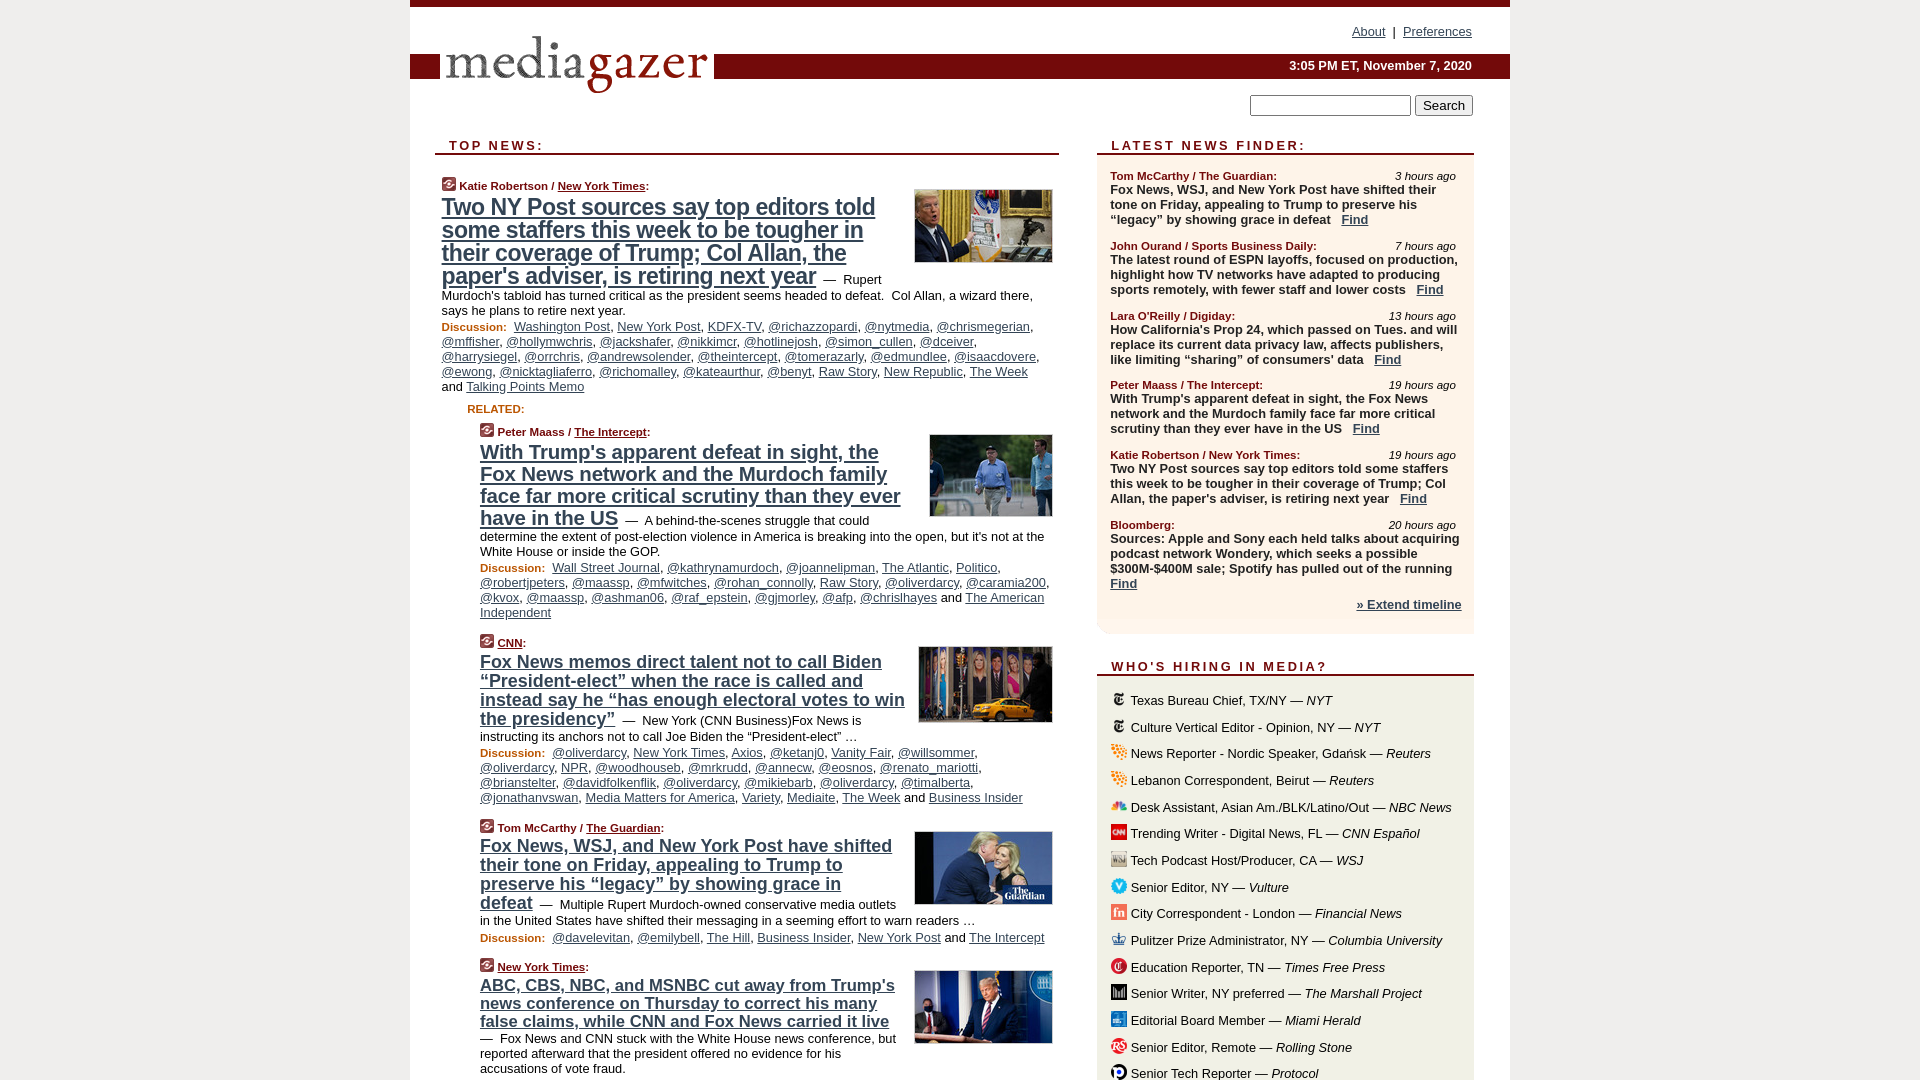 About | Preferences
mediagazer
3:05 PM ET, November 7, 2020
Search
TOP NEWS:
Katie Robertson / New York Times:
Two NY Post sources say top editors told
some staffers this week to be tougher in
their coverage of Trump; Col Allan, the
paper's adviser, is retiring next year — Rupert
Murdoch's tabloid has turned critical as the president seems headed to defeat. Col Allan, a wizard there,
says he plans to retire next year.
Discussion: Washington Post, New York Post, KDFX-TV, @richazzopardi, @nytmedia, @chrismegerian,
@mffisher, @hollymwchris, @jackshafer, @nikkimcr, @hotlinejosh, @simon_cullen, @dceiver,
@harrysiegel, @orrchris, @andrewsolender, @theintercept, @tomerazarly, @edmundlee, @isaacdovere,
@ewong, @nicktagliaferro, @richomalley, @kateaurthur, @benyt, Raw Story, New Republic, The Week
and Talking Points Memo
RELATED:
Peter Maass / The Intercept:
With Trump's apparent defeat in sight, the
Fox News network and the Murdoch family
face far more critical scrutiny than they ever
have in the US — A behind-the-scenes struggle that could
determine the extent of post-election violence in America is breaking into the open, but it's not at the
White House or inside the GOP.
Discussion: Wall Street Journal, @kathrynamurdoch, @joannelipman, The Atlantic, Politico,
@robertjpeters, @maassp, @mfwitches, @rohan_connolly, Raw Story, @oliverdarcy, @caramia200,
@kvox, @maassp, @ashman06, @raf_epstein, @gjmorley, @afp, @chrislhayes and The American
Independent
CNN:
Fox News memos direct talent not to call Biden
“President-elect” when the race is called and
instead say he “has enough electoral votes to win
the presidency” — New York (CNN Business)Fox News is
instructing its anchors not to call Joe Biden the “President-elect” …
Discussion: @oliverdarcy, New York Times, Axios, @ketanj0, Vanity Fair, @willsommer,
@oliverdarcy, NPR, @woodhouseb, @mrkrudd, @annecw, @eosnos, @renato_mariotti,
@brianstelter, @davidfolkenflik, @oliverdarcy, @mikiebarb, @oliverdarcy, @timalberta,
@jonathanvswan, Media Matters for America, Variety, Mediaite, The Week and Business Insider
Tom McCarthy / The Guardian:
Fox News, WSJ, and New York Post have shifted
their tone on Friday, appealing to Trump to
preserve his “legacy” by showing grace in
defeat — Multiple Rupert Murdoch-owned conservative media outlets
in the United States have shifted their messaging in a seeming effort to warn readers …
The Guardian
Discussion: @davelevitan, @emilybell, The Hill, Business Insider, New York Post and The Intercept
New York Times:
ABC, CBS, NBC, and MSNBC cut away from Trump's
news conference on Thursday to correct his many
false claims, while CNN and Fox News carried it live
— Fox News and CNN stuck with the White House news conference, but
reported afterward that the president offered no evidence for his
accusations of vote fraud.
LATEST NEWS FINDER:
Tom McCarthy / The Guardian: 3 hours ago
Fox News, WSJ, and New York Post have shifted their
tone on Friday, appealing to Trump to preserve his
“legacy” by showing grace in defeat Find
John Ourand / Sports Business Daily: 7 hours ago
The latest round of ESPN layoffs, focused on production,
highlight how TV networks have adapted to producing
sports remotely, with fewer staff and lower costs Find
Lara O'Reilly / Digiday: 13 hours ago
How California's Prop 24, which passed on Tues. and will
replace its current data privacy law, affects publishers,
like limiting “sharing” of consumers' data Find
Peter Maass / The Intercept: 19 hours ago
With Trump's apparent defeat in sight, the Fox News
network and the Murdoch family face far more critical
scrutiny than they ever have in the US Find
Katie Robertson / New York Times: 19 hours ago
Two NY Post sources say top editors told some staffers
this week to be tougher in their coverage of Trump; Col
Allan, the paper's adviser, is retiring next year Find
Bloomberg: 20 hours ago
Sources: Apple and Sony each held talks about acquiring
podcast network Wondery, which seeks a possible
$300M-$400M sale; Spotify has pulled out of the running
Find
» Extend timeline
WHO'S HIRING IN MEDIA?
Texas Bureau Chief, TX/NY — NYT
Culture Vertical Editor - Opinion, NY — NYT
News Reporter - Nordic Speaker, Gdańsk — Reuters
Lebanon Correspondent, Beirut — Reuters
Desk Assistant, Asian Am./BLK/Latino/Out — NBC News
Trending Writer - Digital News, FL — CNN Español
Tech Podcast Host/Producer, CA — WSJ
Senior Editor, NY — Vulture
City Correspondent - London — Financial News
Pulitzer Prize Administrator, NY — Columbia University
Education Reporter, TN — Times Free Press
Senior Writer, NY preferred — The Marshall Project
Editorial Board Member — Miami Herald
Senior Editor, Remote — Rolling Stone
Senior Tech Reporter — Protocol